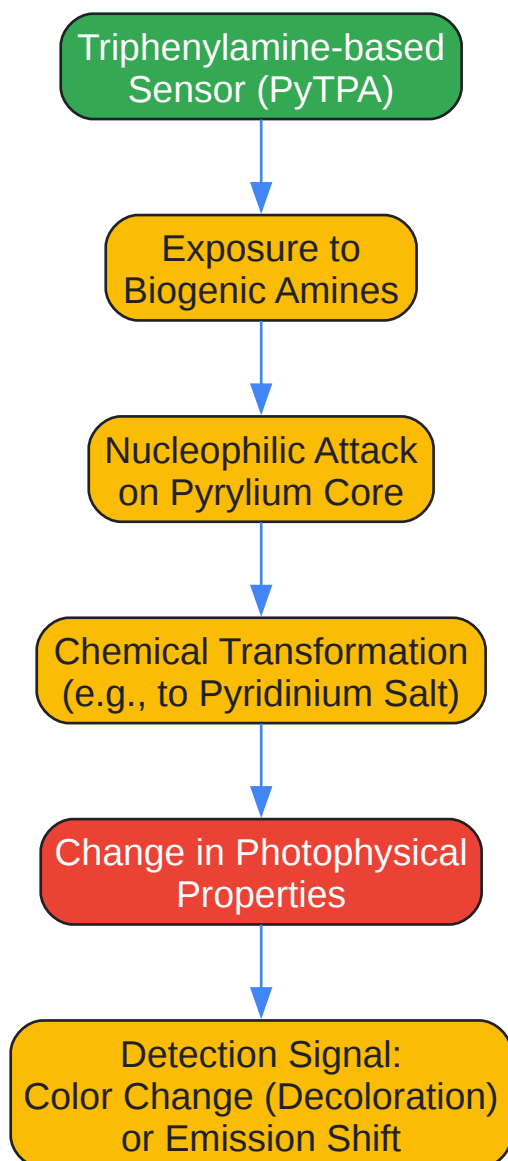 Triphenylamine-based
Sensor (PyTPA)
Exposure to
Biogenic Amines
Nucleophilic Attack
on Pyrylium Core
Chemical Transformation
(e.g., to Pyridinium Salt)
Change in Photophysical
Properties
Detection Signal:
Color Change (Decoloration)
or Emission Shift